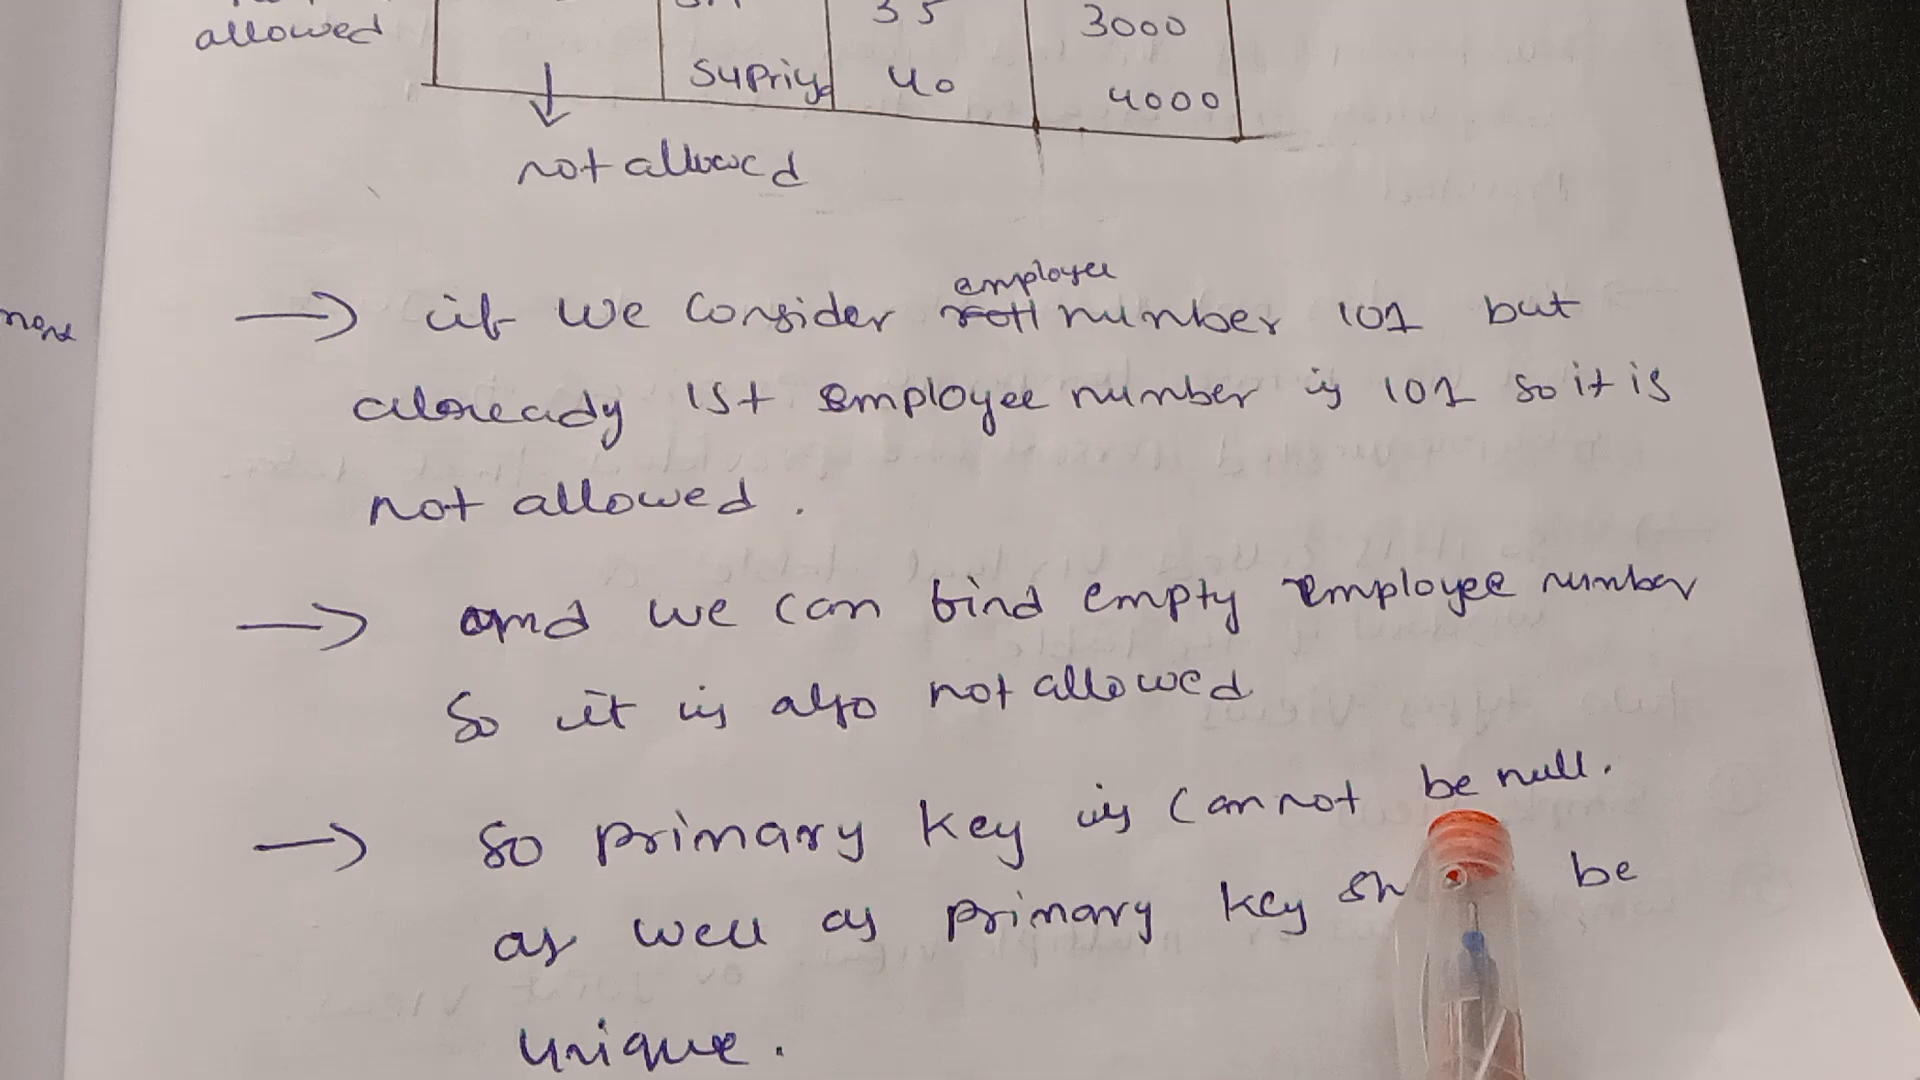 allowed
35 3000
Supriya 40 4000
not allowed
employee
→ if we consider roll number 101 but
already 1st employee number is 101 so it is
not allowed.
→ and we can find empty employee number
so it is also not allowed
→ so primary key is cannot be null.
as well as primary key be
unique.